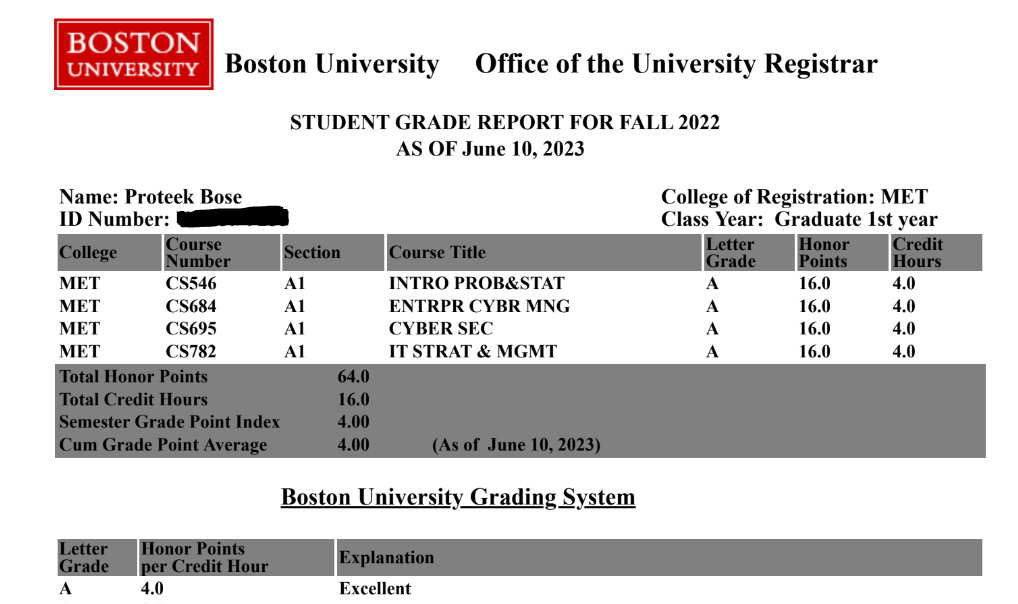 BOSTON
UNIVERSITY
Boston University Office of the University Registrar
STUDENT GRADE REPORT FOR FALL 2022
AS OF June 10, 2023
Name: Proteek Bose College of Registration: MET
ID Number: Class Year: Graduate 1st year
College Course Number Section Course Title Letter Grade Honor Points Credit Hours
MET CS546 A1 INTRO PROB&STAT A 16.0 4.0
MET CS684 A1 ENTRPR CYBR MNG A 16.0 4.0
MET CS695 A1 CYBER SEC A 16.0 4.0
MET CS782 A1 IT STRAT & MGMT A 16.0 4.0
Total Honor Points 64.0
Total Credit Hours 16.0
Semester Grade Point Index 4.00
Cum Grade Point Average 4.00 (As of June 10, 2023)
Boston University Grading System
Letter Grade Honor Points per Credit Hour Explanation
A 4.0 Excellent